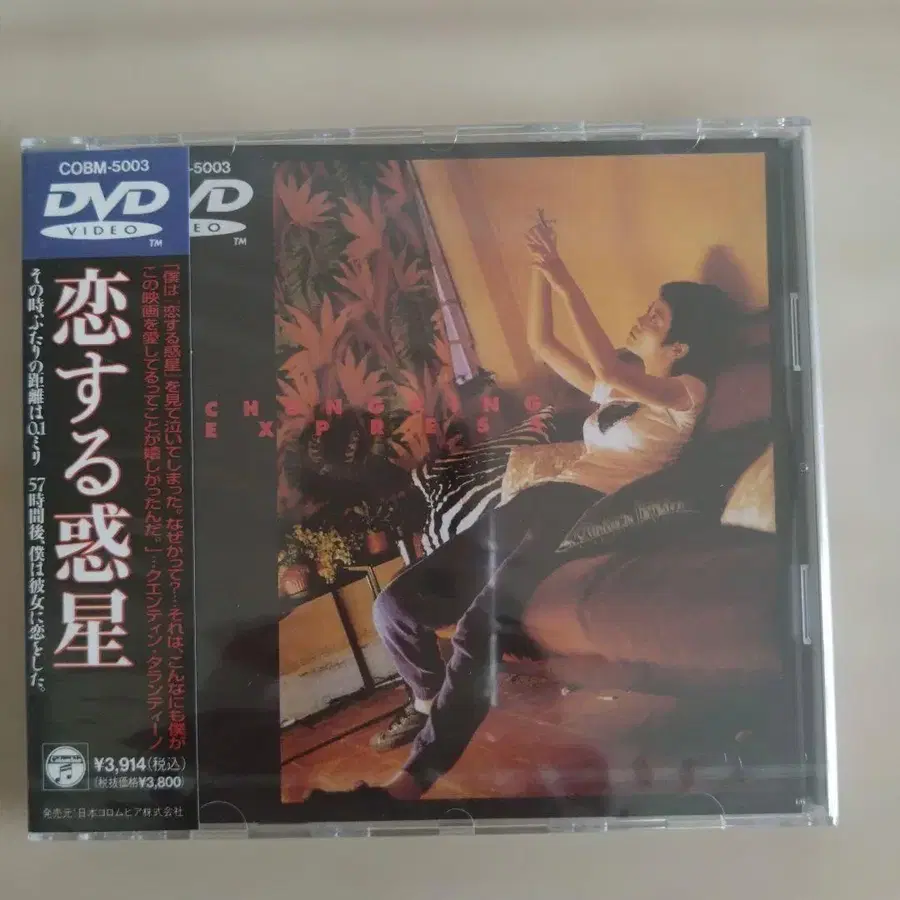 COBM-5003
DVD
VIDEO
TM
恋する惑星
「僕は『恋する惑星』を見て泣いてしまった。なぜかって?…それは、こんなにも僕が
この映画を愛してるってことが嬉しかったんだ。」…クエンティン・タランティーノ
その時、ふたりの距離は0.1ミリ 57時間後、僕は彼女に恋をした。
¥3,914(税込)
(税抜価格¥3,800)
発売元:日本コロムビア株式会社
-5003
VD
EO
TM
CHUNGKING
EXPRESS